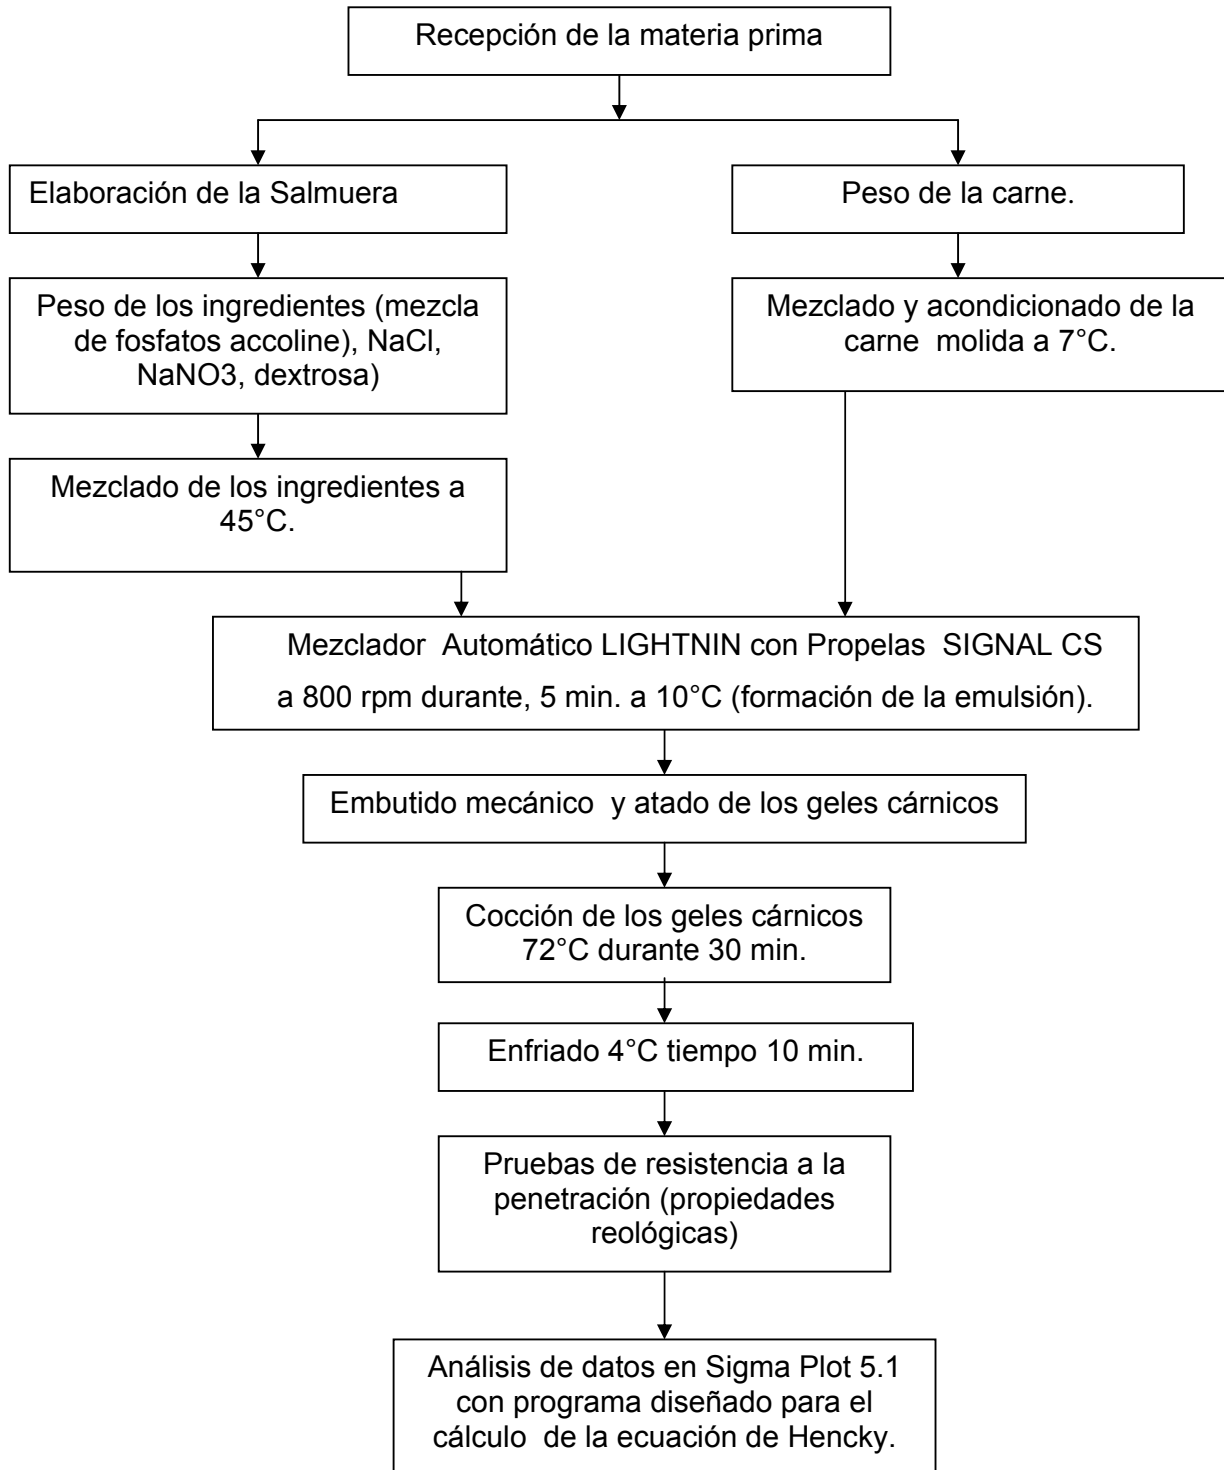 Recepción de la materia prima
Elaboración de la Salmuera
Peso de la carne.
Peso de los ingredientes (mezcla
de fosfatos accoline), NaCl,
NaNO3, dextrosa)
Mezclado y acondicionado de la
carne molida a 7°C.
Mezclado de los ingredientes a
45°C.
Mezclador Automático LIGHTNIN con Propelas SIGNAL CS
a 800 rpm durante, 5 min. a 10°C (formación de la emulsión).
Embutido mecánico y atado de los geles cárnicos
Cocción de los geles cárnicos
72°C durante 30 min.
Enfriado 4°C tiempo 10 min.
Pruebas de resistencia a la
penetración (propiedades
reológicas)
Análisis de datos en Sigma Plot 5.1
con programa diseñado para el
cálculo de la ecuación de Hencky.